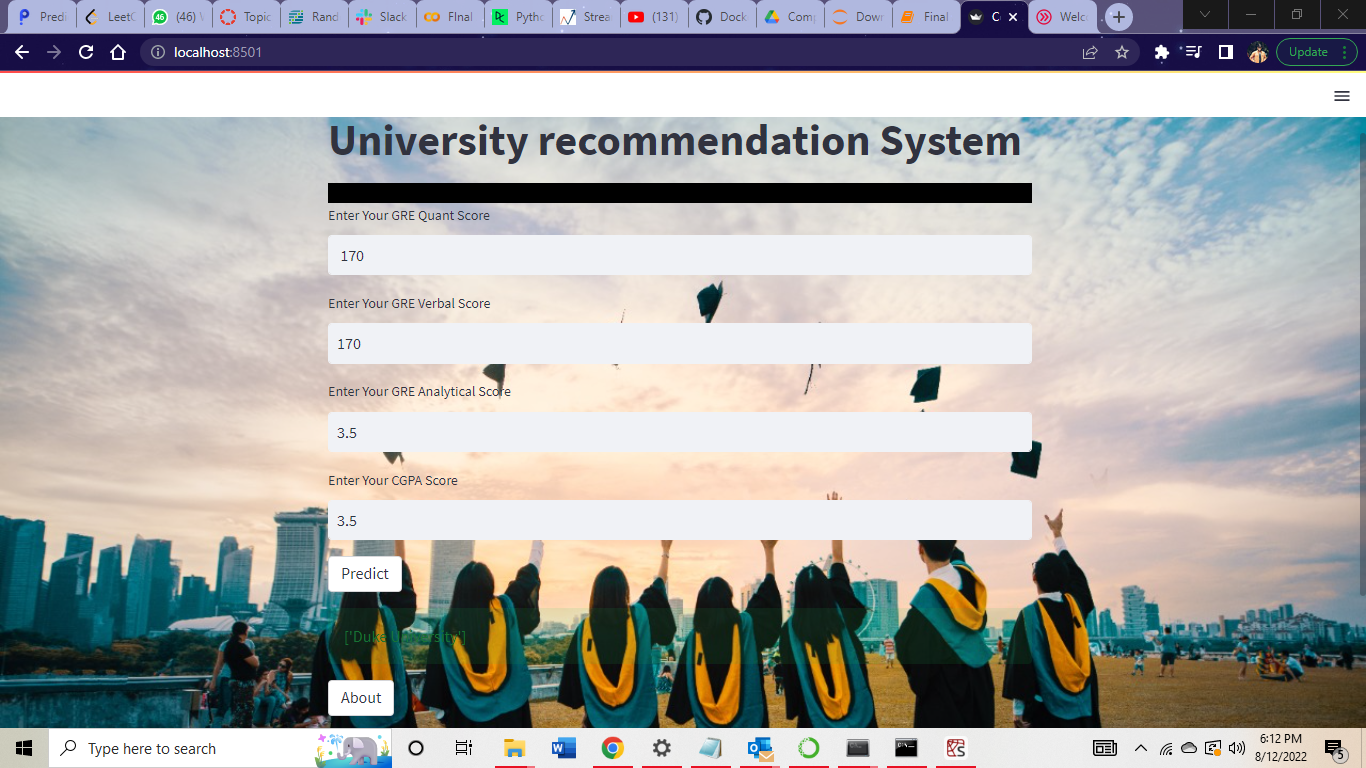 Predi
LeetC
46
(46)
Topic
Rand
Slack
FInal
Pytho
Strea
(131)
Dock
Comp
Down
Final
Welc
localhost:8501
Update
University recommendation System
Enter Your GRE Quant Score
170
Enter Your GRE Verbal Score
170
Enter Your GRE Analytical Score
3.5
Enter Your CGPA Score
3.5
Predict
['Duke University']
About
Type here to search
6:12 PM
8/12/2022
5